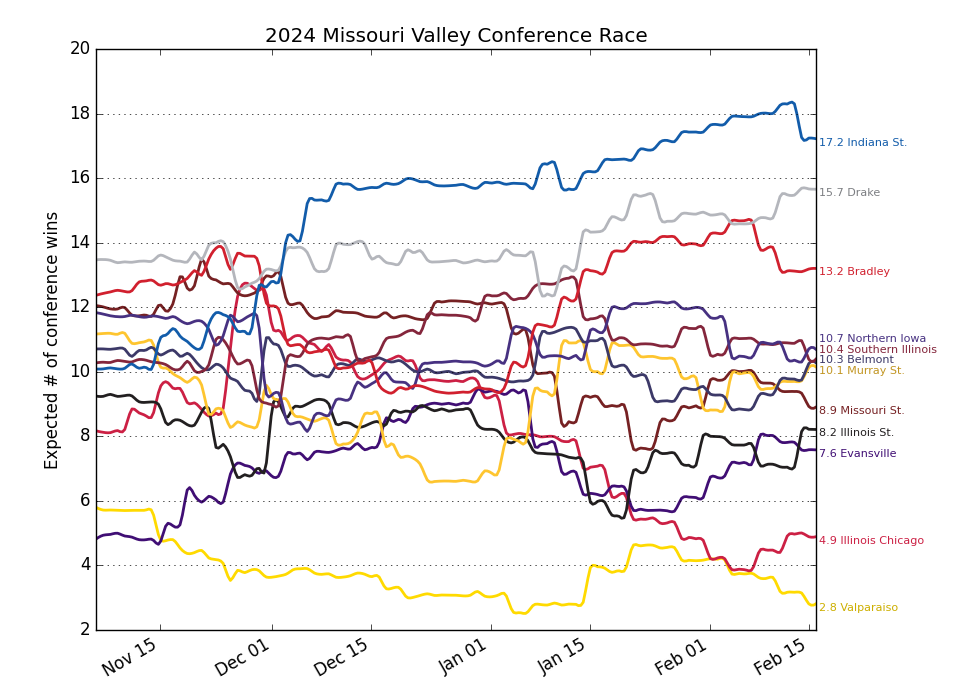 2024 Missouri Valley Conference Race
Expected # of conference wins
20
18
16
14
12
10
8
6
4
2
17.2 Indiana St.
15.7 Drake
13.2 Bradley
10.7 Northern Iowa
10.4 Southern Illinois
10.3 Belmont
10.1 Murray St.
8.9 Missouri St.
8.2 Illinois St.
7.6 Evansville
4.9 Illinois Chicago
2.8 Valparaiso
Nov 15
Dec 01
Dec 15
Jan 01
Jan 15
Feb 01
Feb 15